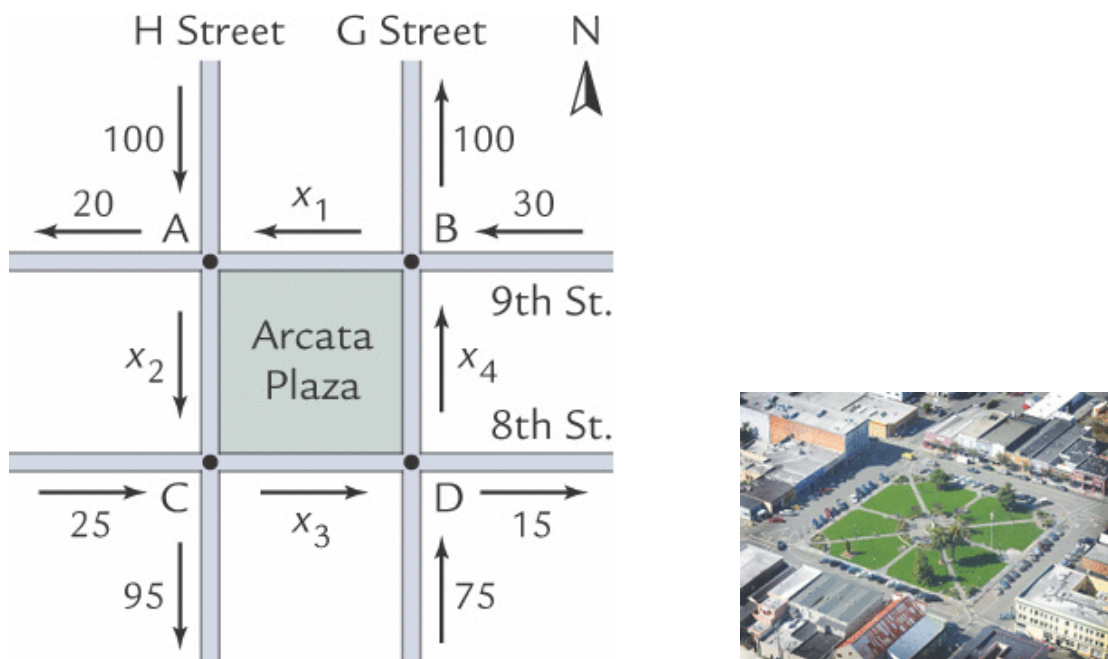 H Street G Street N
100 100
20 A x₁ B 30
9th St.
x₂ Arcata x₄
Plaza
8th St.
25 C x₃ D 15
95 75